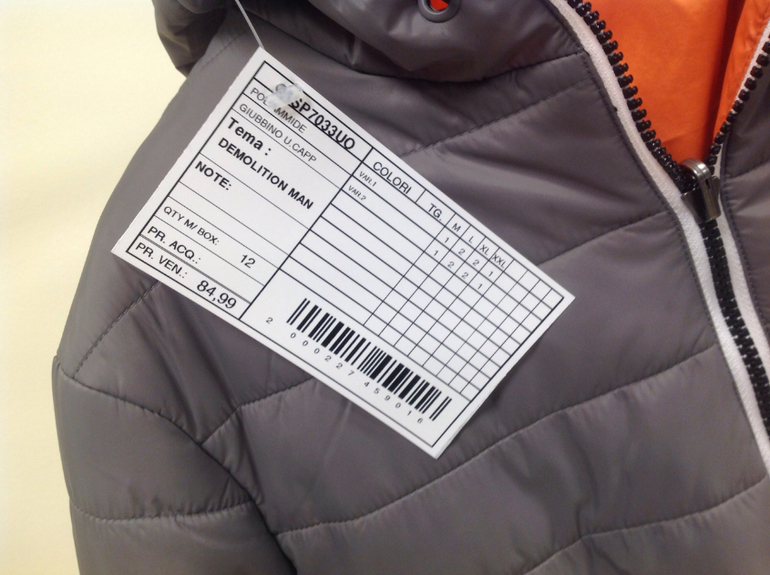 SP7033UO
GIUBBINO U.CAPP
Tema :
DEMOLITION MAN
NOTE:
QTY M/ BOX: 12
PR. ACQ.:
PR. VEN.: 84,99
COLORI TG. M L XL XXL
VAR.1 1 2 2 1
VAR.2 1 2 2 1
2 000227 459016